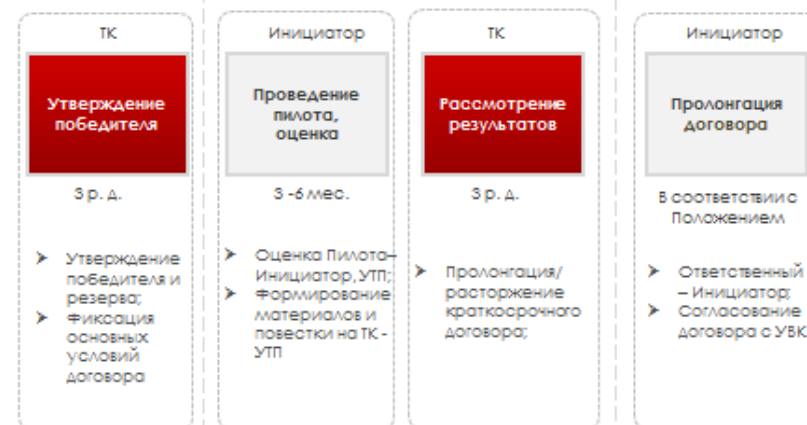 ТК
Утверждение
победителя
3 р. д.
Утверждение
победителя и
резерва;
Фиксация
основных
условий
договора
Инициатор
Проведение
пилота,
оценка
3 -6 мес.
Оценка Пилота–
Инициатор, УТП;
Формирование
материалов и
повестки на ТК -
УТП
ТК
Рассмотрение
результатов
3 р. д.
Пролонгация/
расторжение
краткосрочного
договора;
Инициатор
Пролонгация
договора
В соответствии с
Положением
Ответственный
– Инициатор;
Согласование
договора с УВК